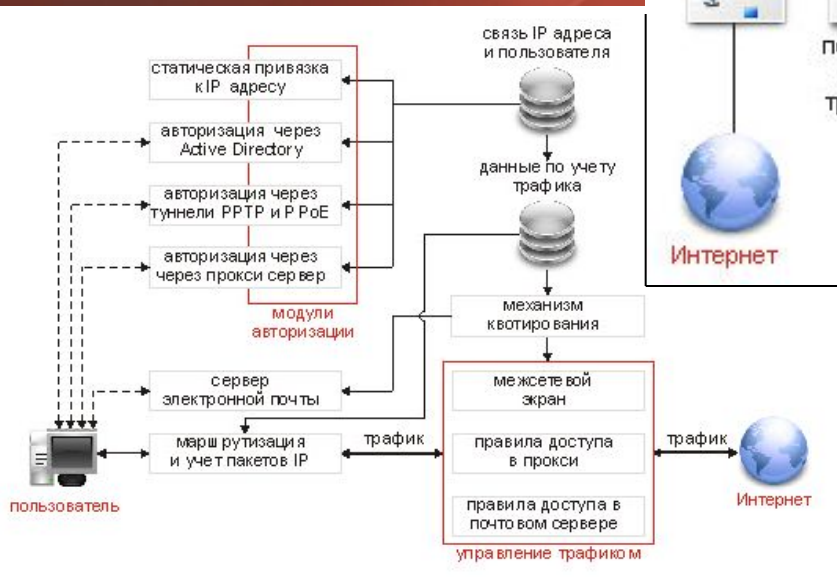 связь IP адреса
и пользователя
статическая привязка
к IP адресу
авторизация через
Active Directory
авторизация через
туннели PPTP и PPoE
авторизация через
через прокси сервер
модули
авторизации
данные по учету
трафика
механизм
квотирования
сервер
электронной почты
маршрутизация
и учет пакетов IP
трафик
межсетевой
экран
правила доступа
в прокси
правила доступа в
почтовом сервере
управление трафиком
трафик
пользователь
Интернет
Интернет